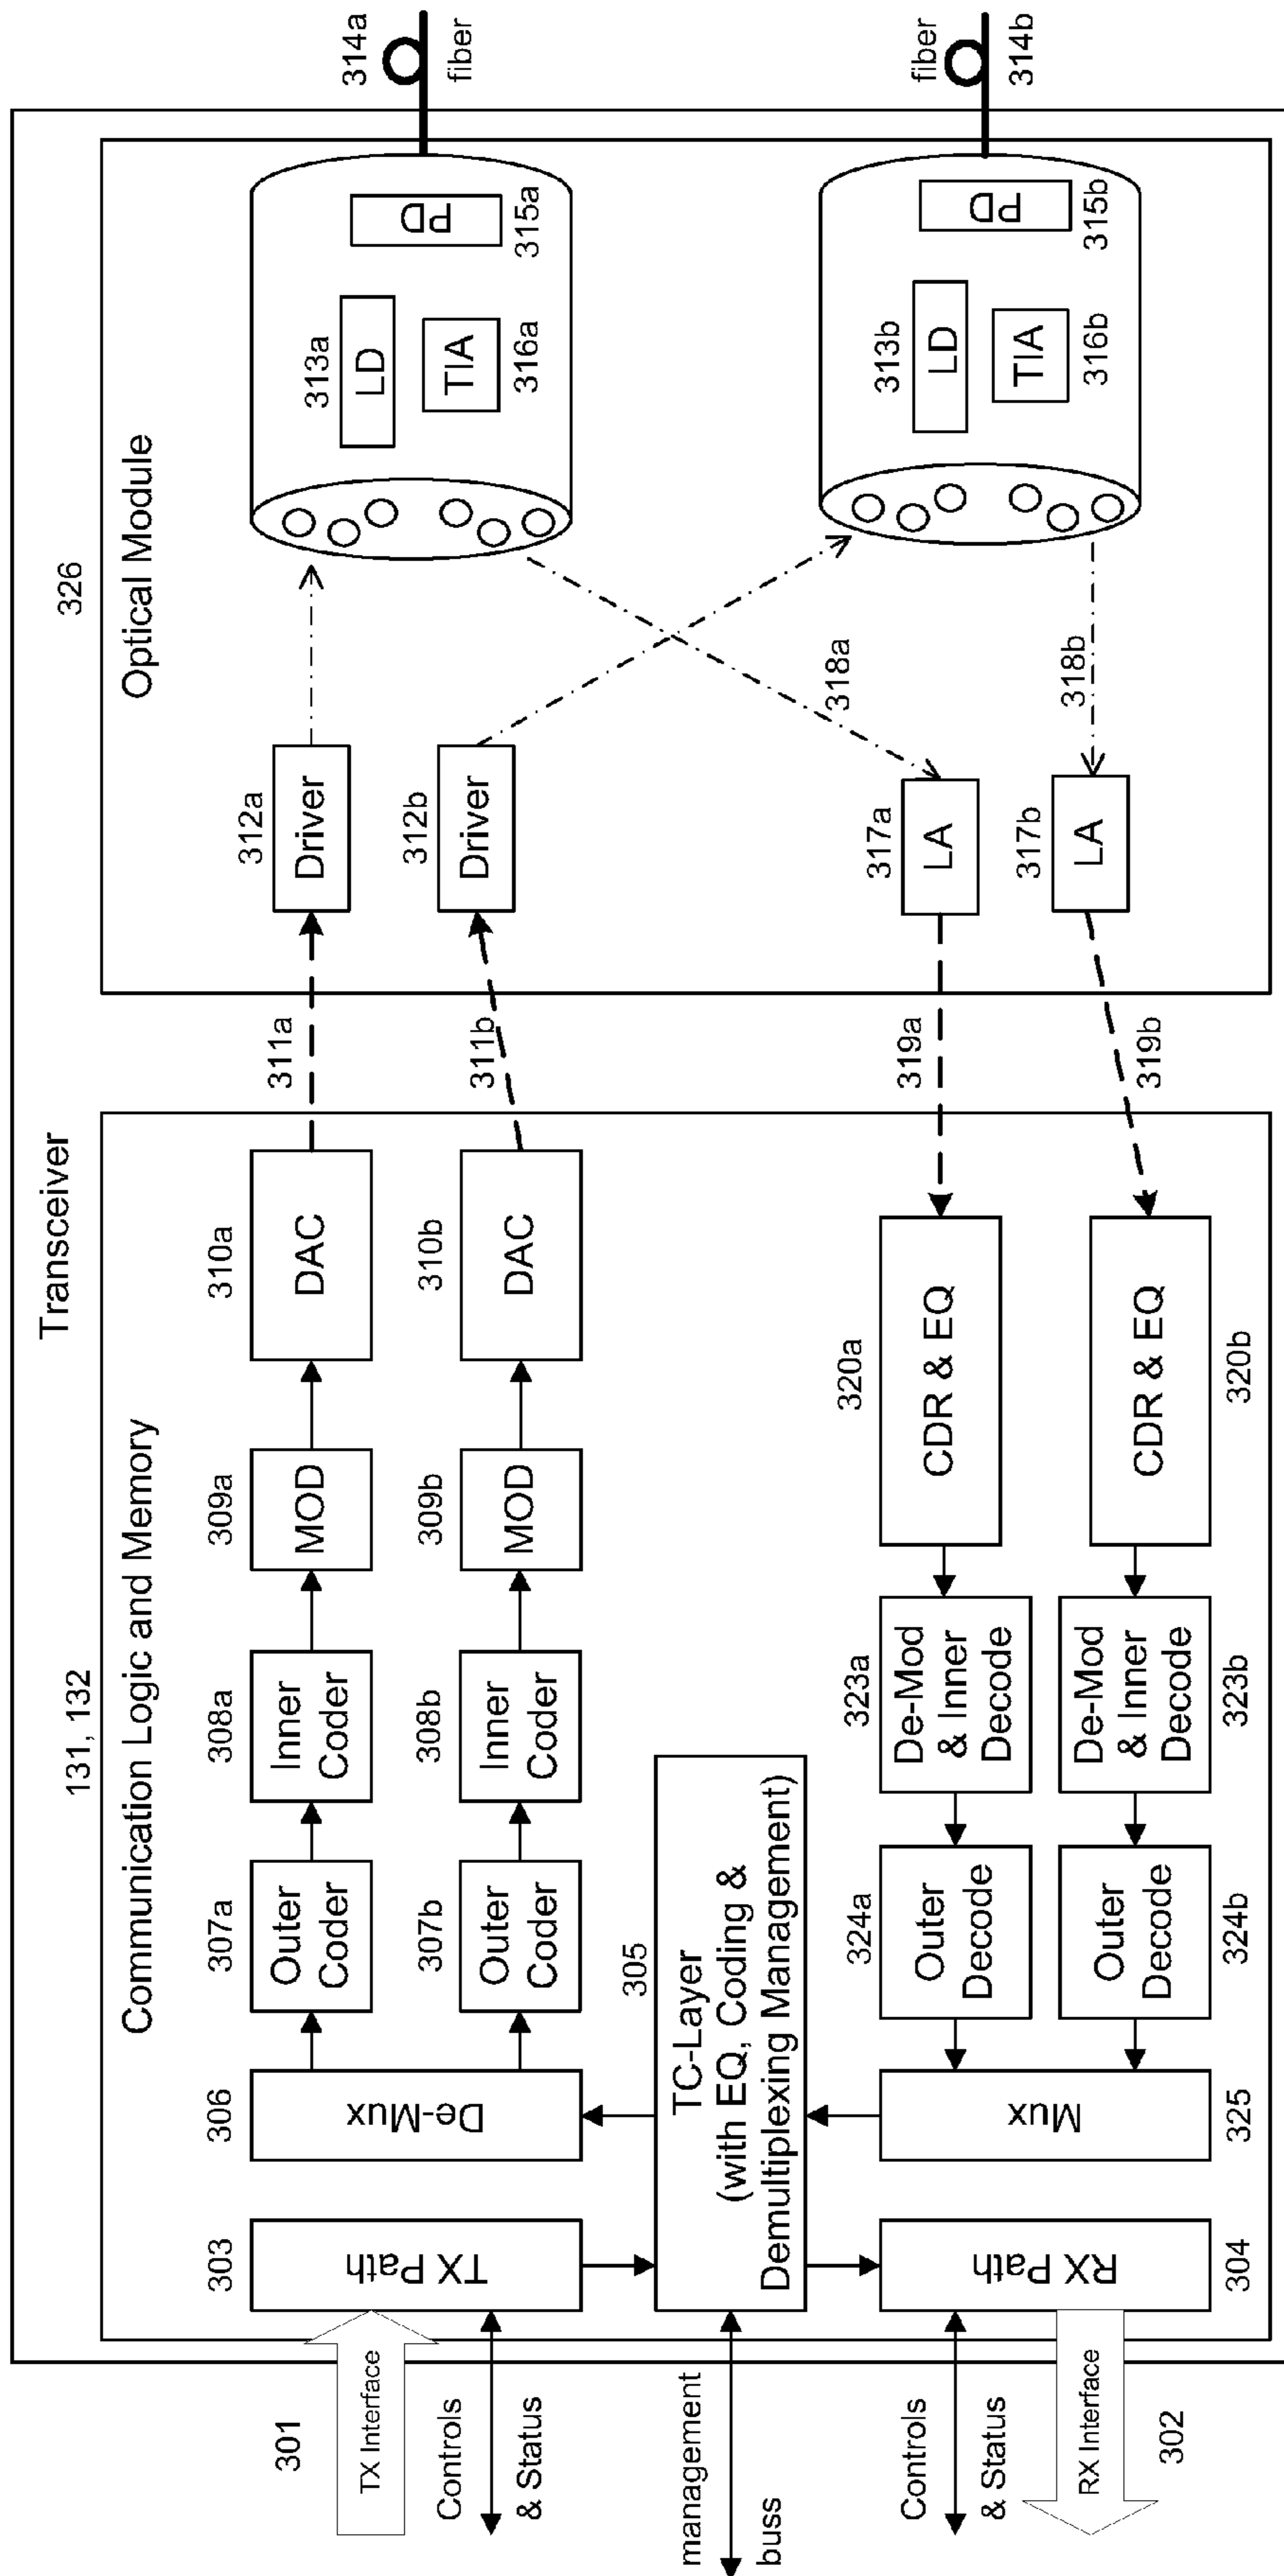 Transceiver
131, 132
Communication Logic and Memory
326
Optical Module
301
TX Interface
Controls
& Status
management
buss
Controls
& Status
RX Interface
302
303
TX Path
304
RX Path
305
TC-Layer
(with EQ, Coding &
Demultiplexing Management)
306
De-Mux
307a
Outer
Coder
308a
Inner
Coder
309a
MOD
310a
DAC
311a
312a
Driver
307b
Outer
Coder
308b
Inner
Coder
309b
MOD
310b
DAC
311b
312b
Driver
313a
LD
TIA
316a
PD
315a
314a
fiber
313b
LD
TIA
316b
PD
315b
fiber
314b
318a
318b
317a
LA
317b
LA
319a
319b
320a
CDR & EQ
CDR & EQ
320b
323a
De-Mod
& Inner
Decode
De-Mod
& Inner
Decode
323b
324a
Outer
Decode
Outer
Decode
324b
Mux
325